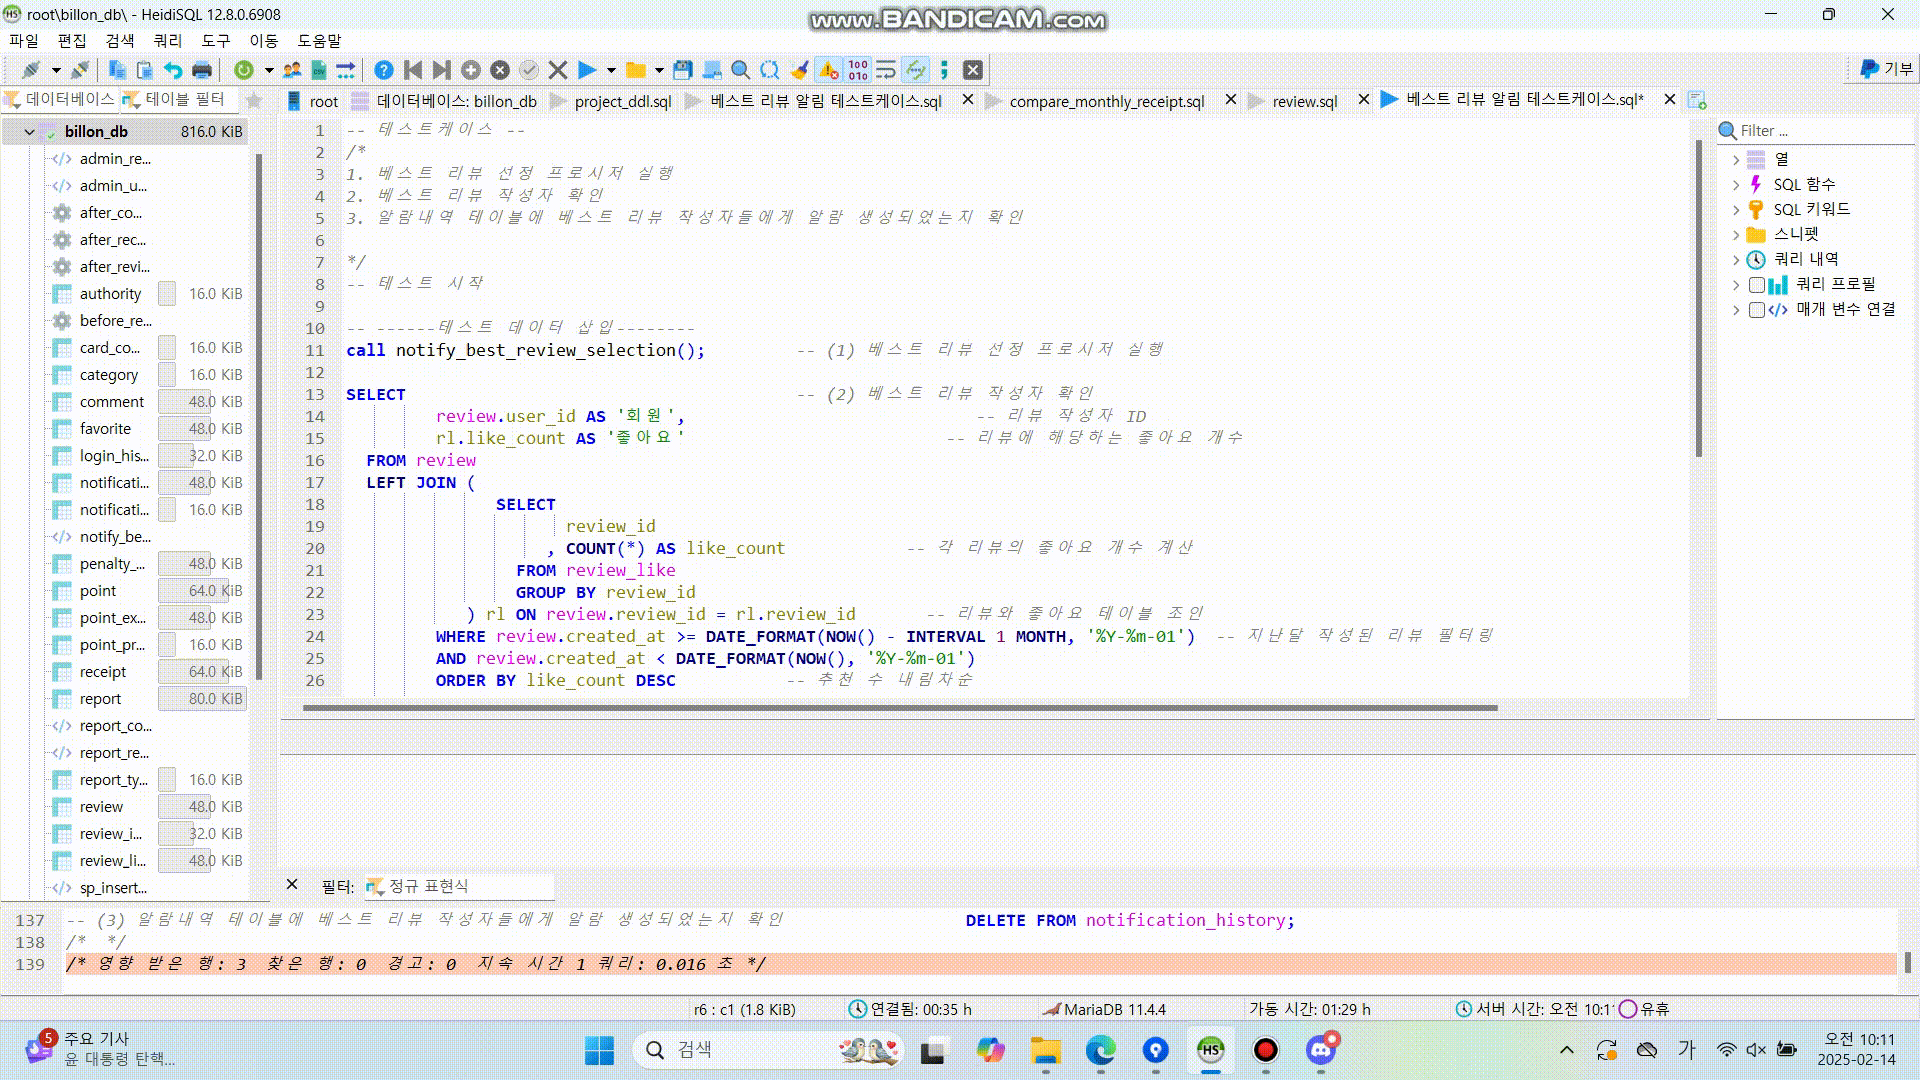 root\billon_db\ - HeidiSQL 12.8.0.6908
www.BANDICAM.com
파일 편집 검색 쿼리 도구 이동 도움말
기부
데이터베이스 테이블 필터
root 데이터베이스: billon_db project_ddl.sql 베스트 리뷰 알림 테스트케이스.sql compare_monthly_receipt.sql review.sql 베스트 리뷰 알림 테스트케이스.sql*
billon_db 816.0 KiB
admin_re...
admin_u...
after_co...
after_rec...
after_revi...
authority 16.0 KiB
before_re...
card_co... 16.0 KiB
category 16.0 KiB
comment 48.0 KiB
favorite 48.0 KiB
login_his... 32.0 KiB
notificati... 48.0 KiB
notificati... 16.0 KiB
notify_be...
penalty_... 48.0 KiB
point 64.0 KiB
point_ex... 48.0 KiB
point_pr... 16.0 KiB
receipt 64.0 KiB
report 80.0 KiB
report_co...
report_re...
report_ty... 16.0 KiB
review 48.0 KiB
review_i... 32.0 KiB
review_li... 48.0 KiB
sp_insert...
1 -- 테스트케이스 --
2 /*
3 1. 베스트 리뷰 선정 프로시저 실행
4 2. 베스트 리뷰 작성자 확인
5 3. 알람내역 테이블에 베스트 리뷰 작성자들에게 알람 생성되었는지 확인
6
7 */
8 -- 테스트 시작
9
10 -- ------테스트 데이터 삽입--------
11 call notify_best_review_selection(); -- (1) 베스트 리뷰 선정 프로시저 실행
12
13 SELECT -- (2) 베스트 리뷰 작성자 확인
14 review.user_id AS '회원', -- 리뷰 작성자 ID
15 rl.like_count AS '좋아요' -- 리뷰에 해당하는 좋아요 개수
16 FROM review
17 LEFT JOIN (
18 SELECT
19 review_id
20 , COUNT(*) AS like_count -- 각 리뷰의 좋아요 개수 계산
21 FROM review_like
22 GROUP BY review_id
23 ) rl ON review.review_id = rl.review_id -- 리뷰와 좋아요 테이블 조인
24 WHERE review.created_at >= DATE_FORMAT(NOW() - INTERVAL 1 MONTH, '%Y-%m-01') -- 지난달 작성된 리뷰 필터링
25 AND review.created_at < DATE_FORMAT(NOW(), '%Y-%m-01')
26 ORDER BY like_count DESC -- 추천 수 내림차순
Filter ...
열
SQL 함수
SQL 키워드
스니펫
쿼리 내역
쿼리 프로필
매개 변수 연결
필터: 정규 표현식
137 -- (3) 알람내역 테이블에 베스트 리뷰 작성자들에게 알람 생성되었는지 확인 DELETE FROM notification_history;
138 /* */
139 /* 영향 받은 행: 3 찾은 행: 0 경고: 0 지속 시간 1 쿼리: 0.016 초 */
r6 : c1 (1.8 KiB) 연결됨: 00:35 h MariaDB 11.4.4 가동 시간: 01:29 h 서버 시간: 오전 10:1 유휴
5 주요 기사
윤 대통령 탄핵...
검색
가
오전 10:11
2025-02-14